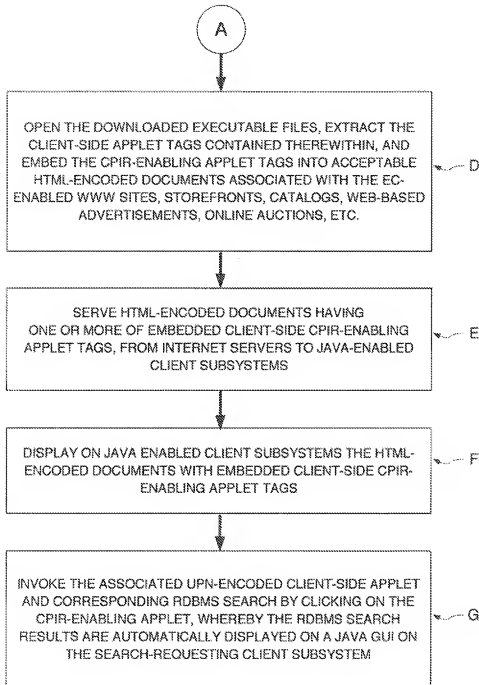 A
OPEN THE DOWNLOADED EXECUTABLE FILES, EXTRACT THE
CLIENT-SIDE APPLET TAGS CONTAINED THEREWITHIN, AND
EMBED THE CPIR-ENABLING APPLET TAGS INTO ACCEPTABLE
HTML-ENCODED DOCUMENTS ASSOCIATED WITH THE EC-
ENABLED WWW SITES, STOREFRONTS, CATALOGS, WEB-BASED
ADVERTISEMENTS, ONLINE AUCTIONS, ETC.
D
SERVE HTML-ENCODED DOCUMENTS HAVING
ONE OR MORE OF EMBEDDED CLIENT-SIDE CPIR-ENABLING
APPLET TAGS, FROM INTERNET SERVERS TO JAVA-ENABLED
CLIENT SUBSYSTEMS
E
DISPLAY ON JAVA ENABLED CLIENT SUBSYSTEMS THE HTML-
ENCODED DOCUMENTS WITH EMBEDDED CLIENT-SIDE CPIR-
ENABLING APPLET TAGS
F
INVOKE THE ASSOCIATED UPN-ENCODED CLIENT-SIDE APPLET
AND CORRESPONDING RDBMS SEARCH BY CLICKING ON THE
CPIR-ENABLING APPLET, WHEREBY THE RDBMS SEARCH
RESULTS ARE AUTOMATICALLY DISPLAYED ON A JAVA GUI ON
THE SEARCH-REQUESTING CLIENT SUBSYSTEM
G